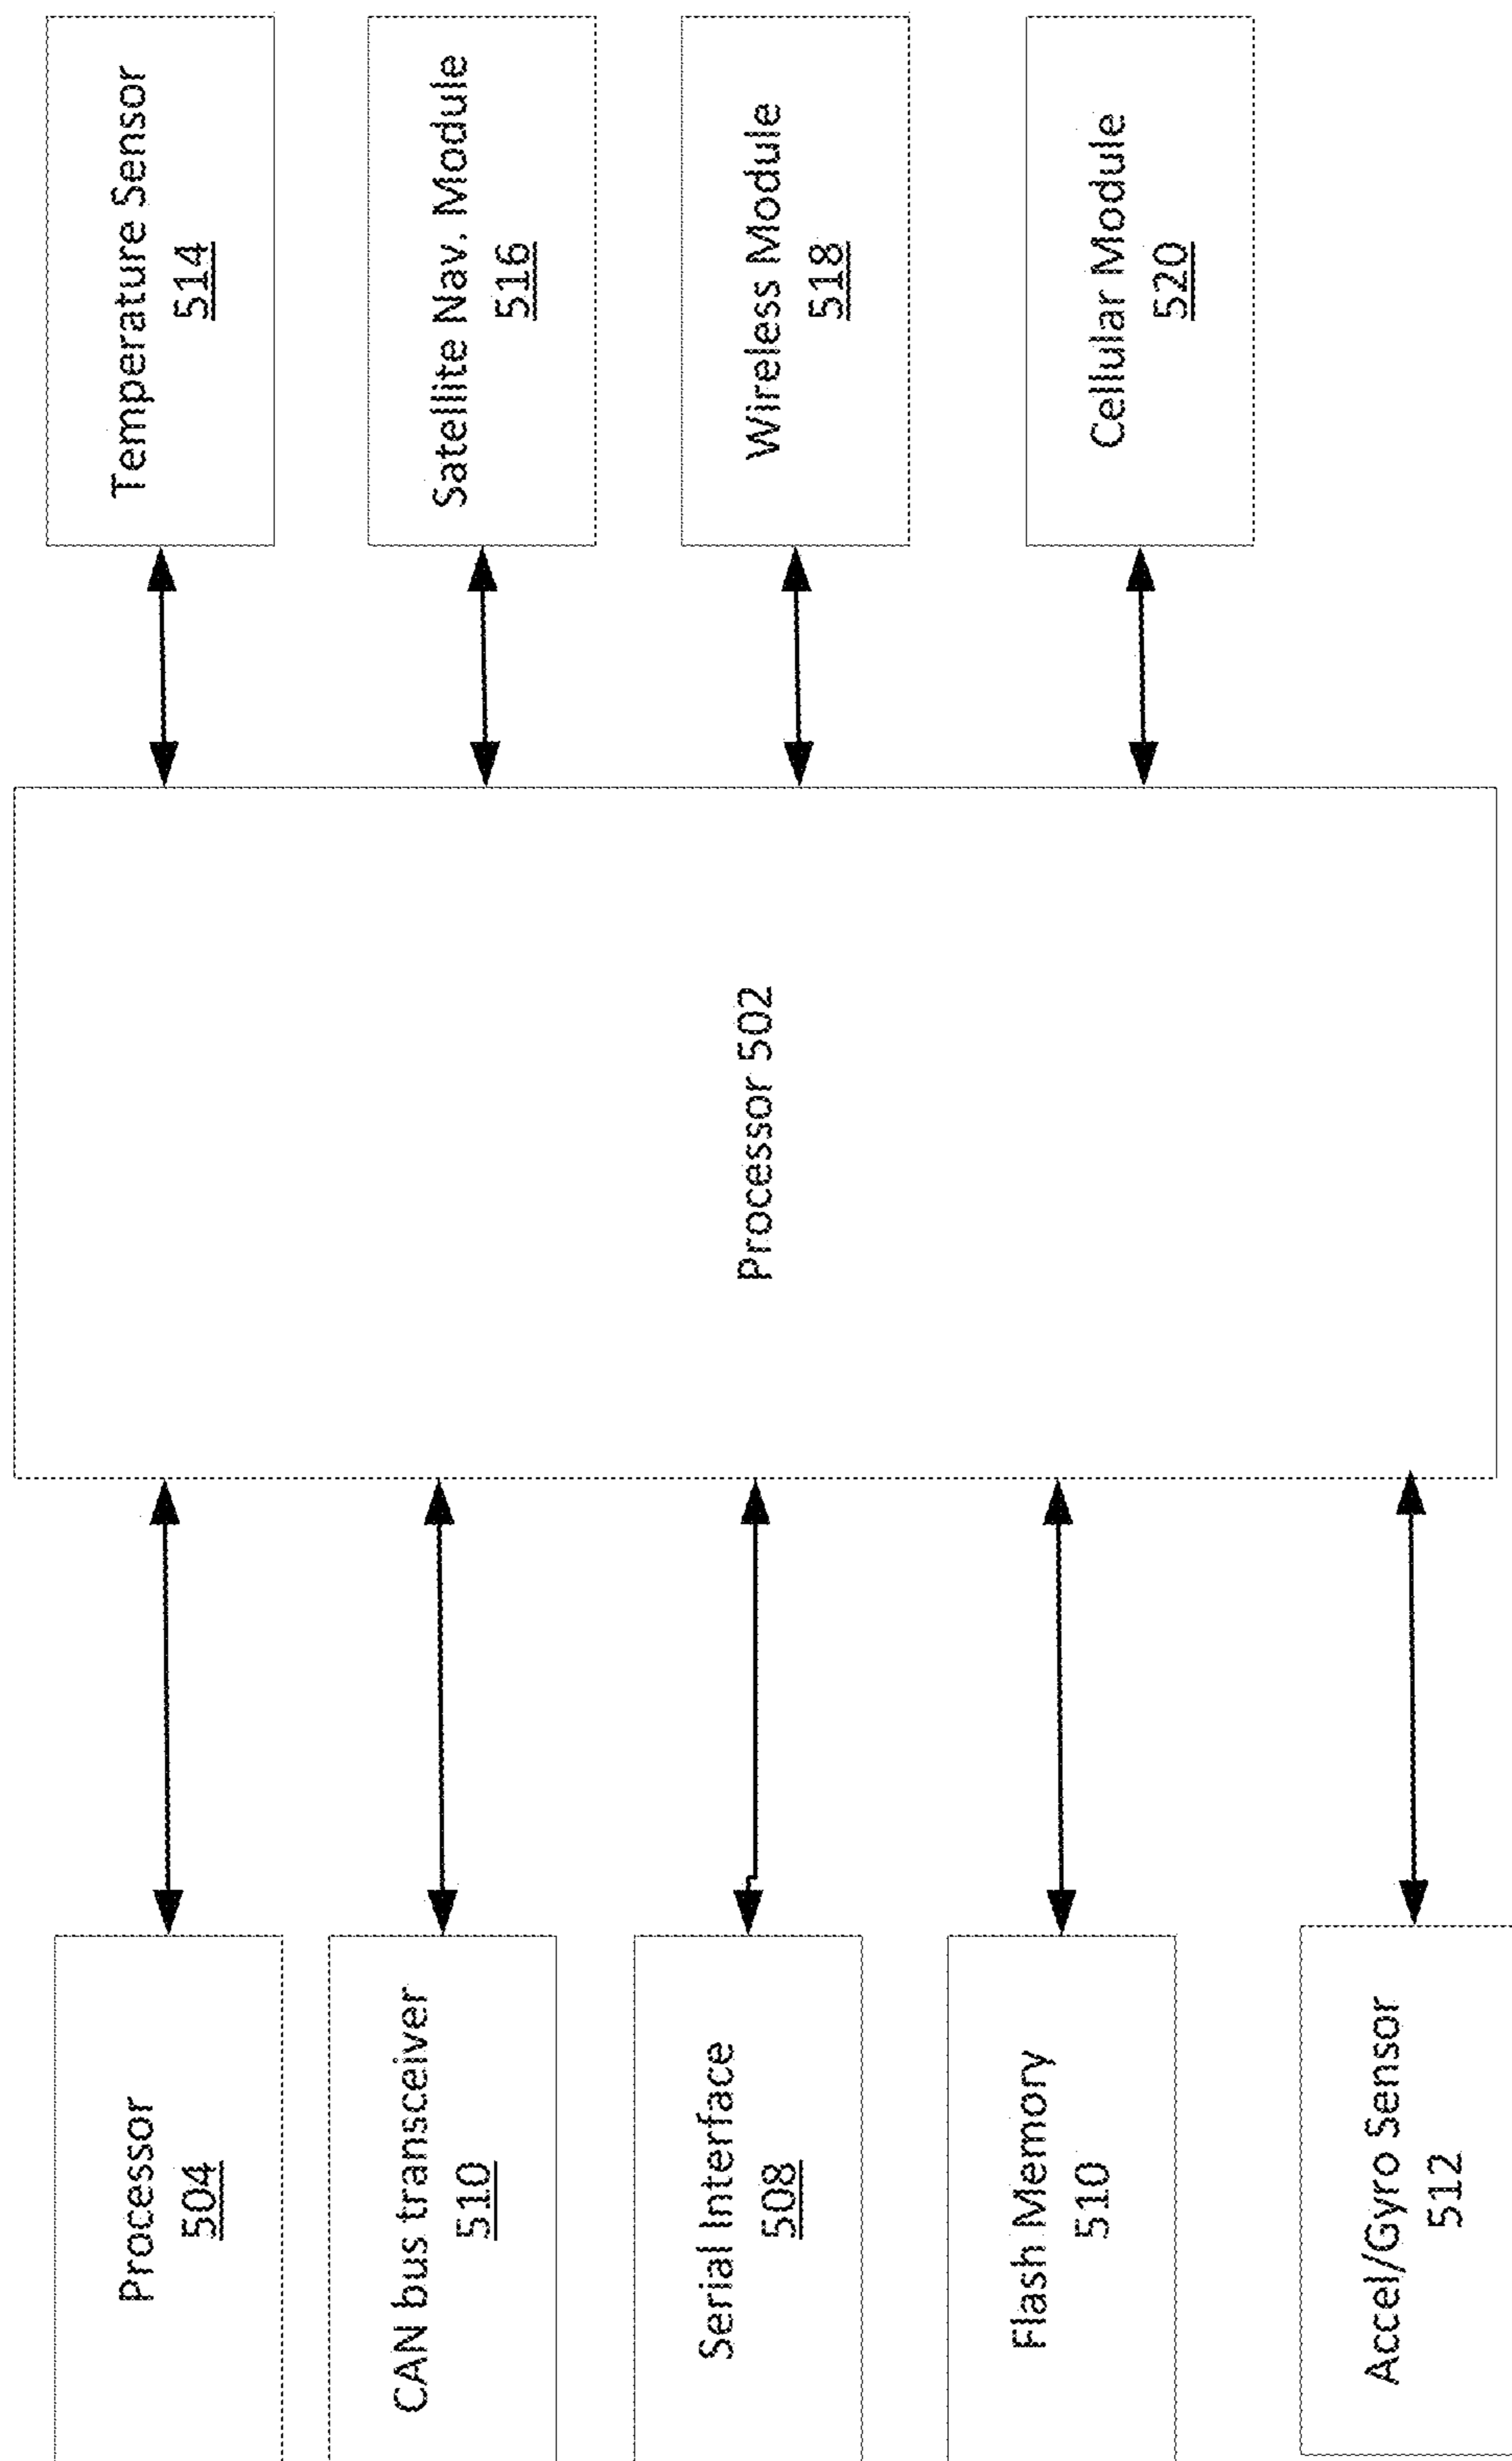 Processor
504
CAN bus transceiver
510
Serial Interface
508
Flash Memory
510
Accel/Gyro Sensor
512
Processor 502
Temperature Sensor
514
Satellite Nav. Module
516
Wireless Module
518
Cellular Module
520